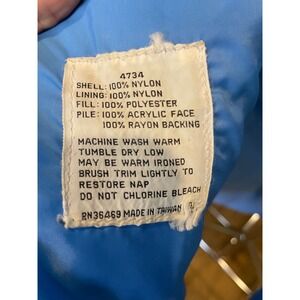 4734
SHELL: 100% NYLON
LINING: 100% NYLON
FILL: 100% POLYESTER
PILE: 100% ACRYLIC FACE
100% RAYON BACKING
MACHINE WASH WARM
TUMBLE DRY LOW
MAY BE WARM IRONED
BRUSH TRIM LIGHTLY TO
RESTORE NAP
DO NOT CHLORINE BLEACH
RN36469 MADE IN TAIWAN